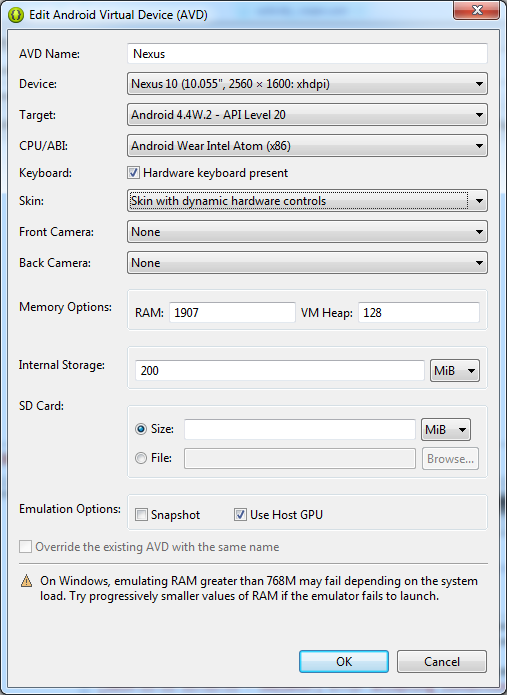 Edit Android Virtual Device (AVD)
AVD Name: Nexus
Device: Nexus 10 (10.055", 2560 × 1600: xhdpi)
Target: Android 4.4W.2 - API Level 20
CPU/ABI: Android Wear Intel Atom (x86)
Keyboard: Hardware keyboard present
Skin: Skin with dynamic hardware controls
Front Camera: None
Back Camera: None
Memory Options: RAM: 1907 VM Heap: 128
Internal Storage: 200 MiB
SD Card:
Size: MiB
File: Browse...
Emulation Options: Snapshot Use Host GPU
Override the existing AVD with the same name
On Windows, emulating RAM greater than 768M may fail depending on the system
load. Try progressively smaller values of RAM if the emulator fails to launch.
OK Cancel